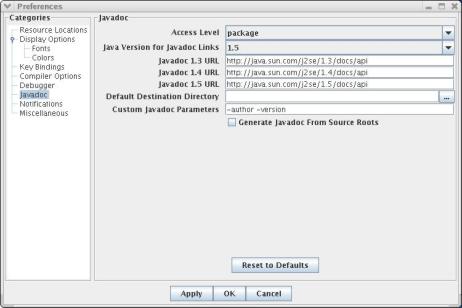 Preferences
Categories
Resource Locations
Display Options
Fonts
Colors
Key Bindings
Compiler Options
Debugger
Javadoc
Notifications
Miscellaneous
Javadoc
Access Level package
Java Version for Javadoc Links 1.5
Javadoc 1.3 URL http://java.sun.com/j2se/1.3/docs/api
Javadoc 1.4 URL http://java.sun.com/j2se/1.4/docs/api
Javadoc 1.5 URL http://java.sun.com/j2se/1.5/docs/api
Default Destination Directory ...
Custom Javadoc Parameters -author -version
Generate Javadoc From Source Roots
Reset to Defaults
Apply OK Cancel